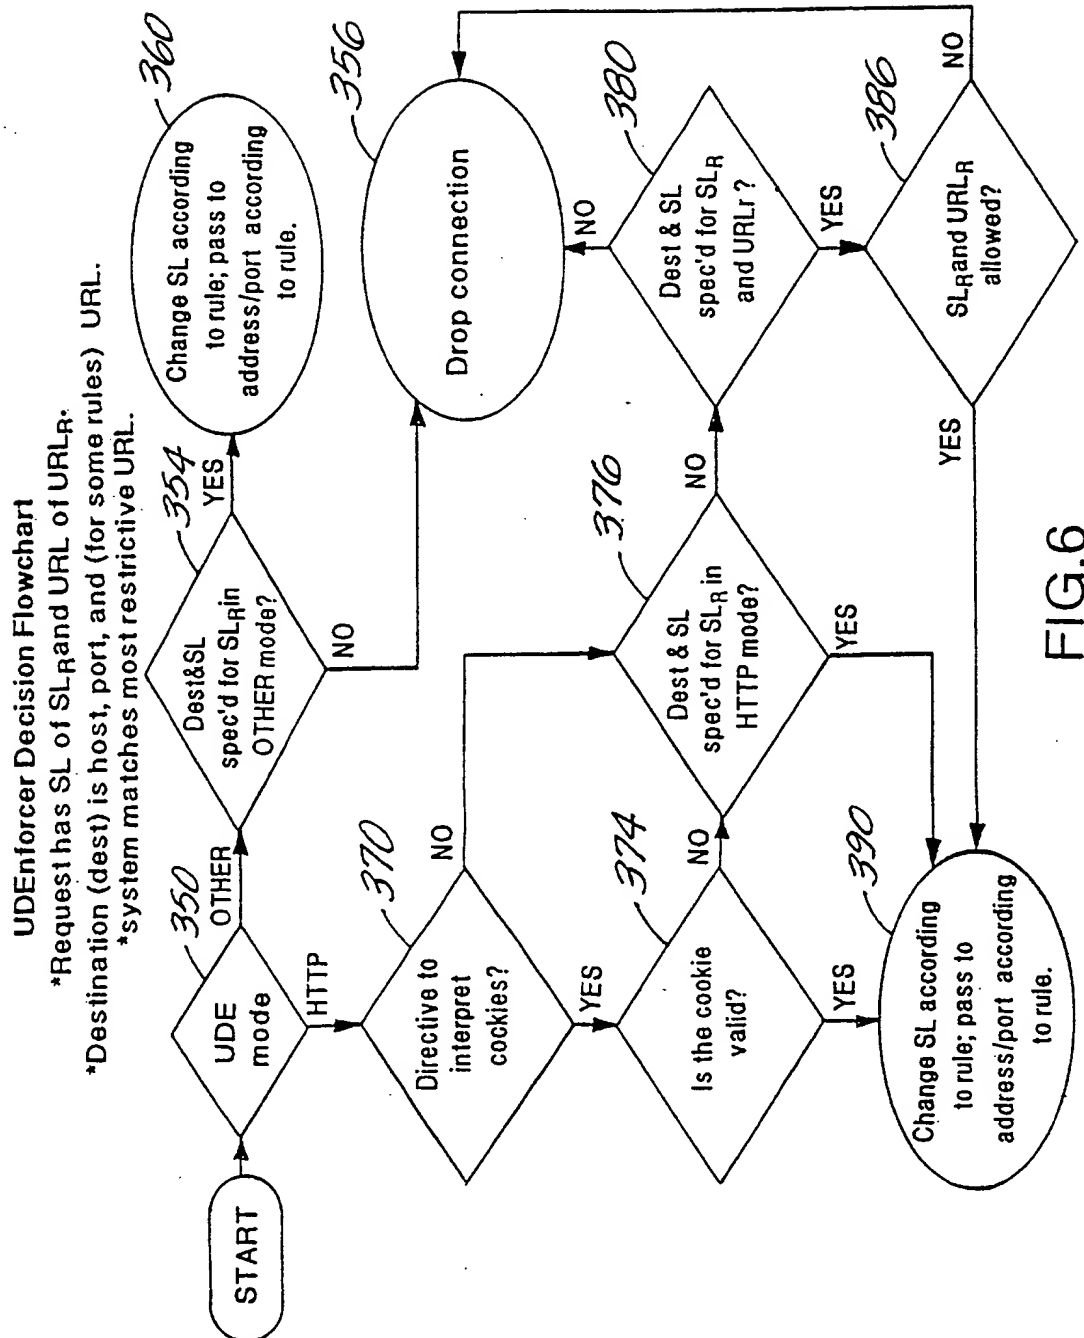 UDEnforcer Decision Flowchart
*Request has SL of SLR and URL of URLR.
*Destination (dest) is host, port, and (for some rules) URL.
*system matches most restrictive URL.
START
UDE
mode
350
OTHER
HTTP
Dest&SL
spec'd for SLR in
OTHER mode?
354
YES
NO
Change SL according
to rule; pass to
address/port according
to rule.
360
Directive to
interpret
cookies?
370
NO
YES
Drop connection
356
Is the cookie
valid?
374
NO
YES
Dest & SL
spec'd for SLR in
HTTP mode?
376
NO
YES
Dest & SL
spec'd for SLR
and URLr?
380
NO
YES
SLR and URLR
allowed?
386
NO
YES
Change SL according
to rule; pass to
address/port according
to rule.
390
FIG.6